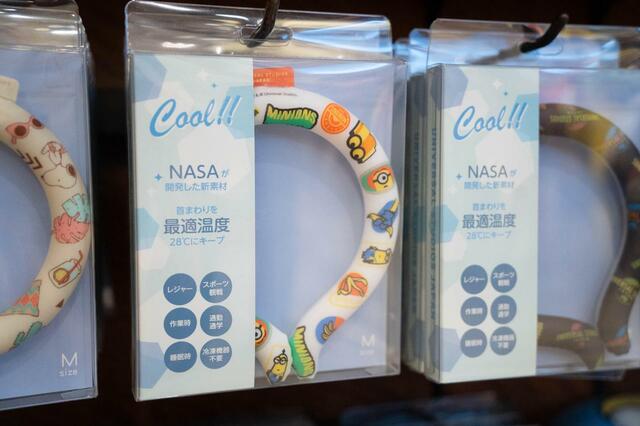 Cool!!
NASAが
開発した新素材
首まわりを
最適温度
28℃にキープ
レジャー
スポーツ
観戦
作業時
通勤
通学
睡眠時
冷凍機器
不要
MINIONS
MINIONS
M
SIZE
M
SIZE
Cool!!
NASAが
開発した新素材
首まわりを
最適温度
28℃にキープ
レジャー
スポーツ
観戦
作業時
通勤
通学
睡眠時
冷凍機器
不要